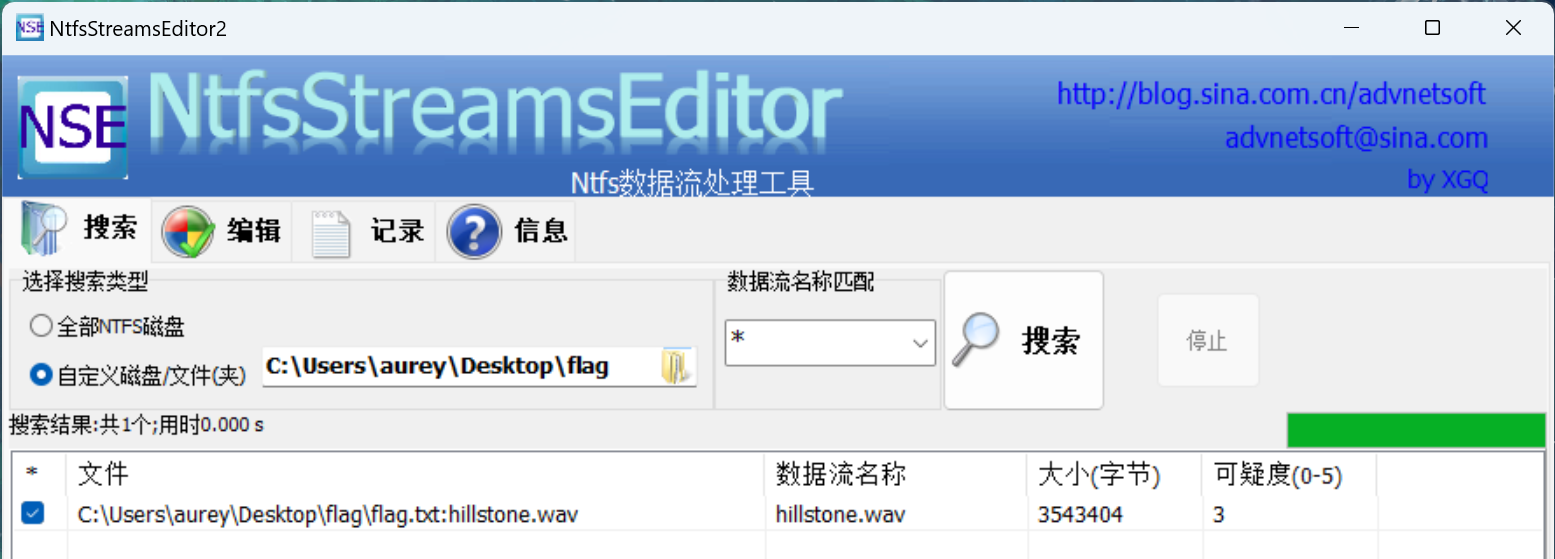 NSE NtfsStreamsEditor2
NSE
NtfsStreamsEditor
http://blog.sina.com.cn/advnetsoft
advnetsoft@sina.com
Ntfs数据流处理工具
by XGQ
搜索 编辑 记录 信息
选择搜索类型 数据流名称匹配
全部NTFS磁盘
* 搜索 停止
自定义磁盘/文件(夹) C:\Users\aurey\Desktop\flag
搜索结果:共1个;用时0.000 s
* 文件 数据流名称 大小(字节) 可疑度(0-5)
C:\Users\aurey\Desktop\flag\flag.txt:hillstone.wav hillstone.wav 3543404 3